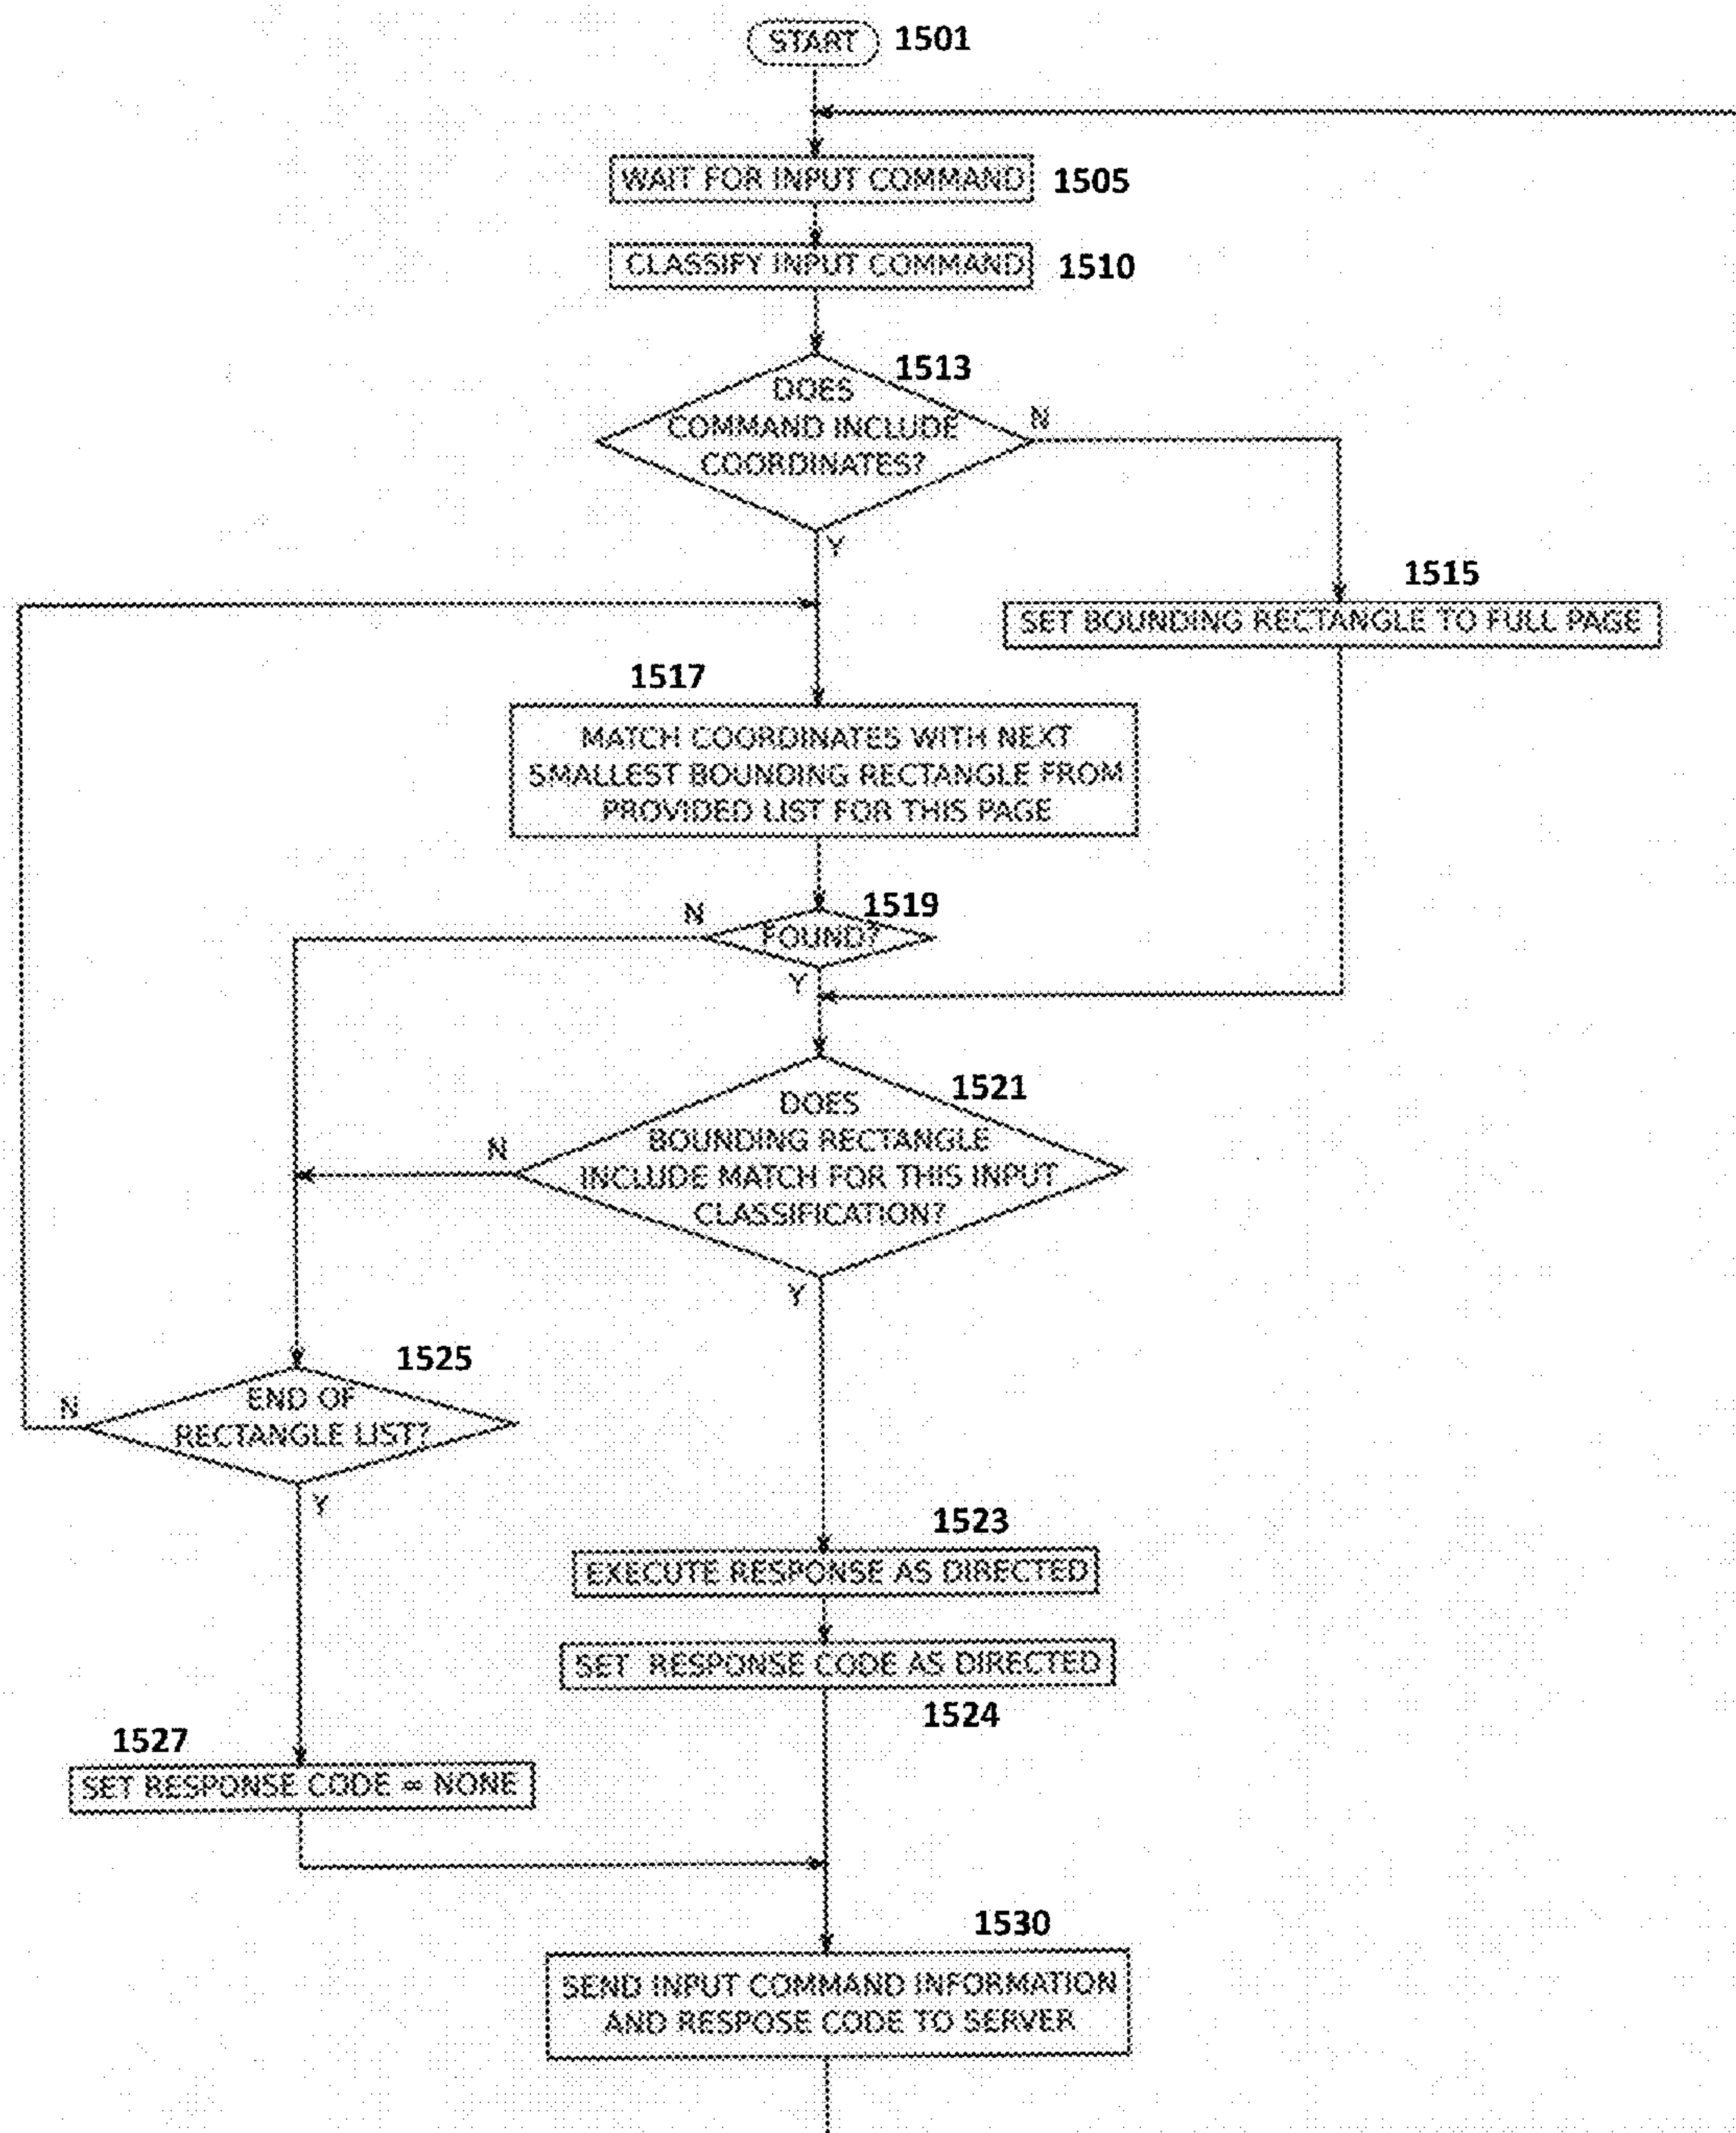 START 1501
WAIT FOR INPUT COMMAND 1505
CLASSIFY INPUT COMMAND 1510
1513
DOES
COMMAND INCLUDE
COORDINATES?
N
Y
1515
SET BOUNDING RECTANGLE TO FULL PAGE
1517
MATCH COORDINATES WITH NEXT
SMALLEST BOUNDING RECTANGLE FROM
PROVIDED LIST FOR THIS PAGE
1519
N
FOUND?
Y
1521
DOES
BOUNDING RECTANGLE
INCLUDE MATCH FOR THIS INPUT
CLASSIFICATION?
N
Y
1525
END OF
RECTANGLE LIST?
N
Y
1523
EXECUTE RESPONSE AS DIRECTED
SET RESPONSE CODE AS DIRECTED
1524
1527
SET RESPONSE CODE = NONE
1530
SEND INPUT COMMAND INFORMATION
AND RESPOSE CODE TO SERVER